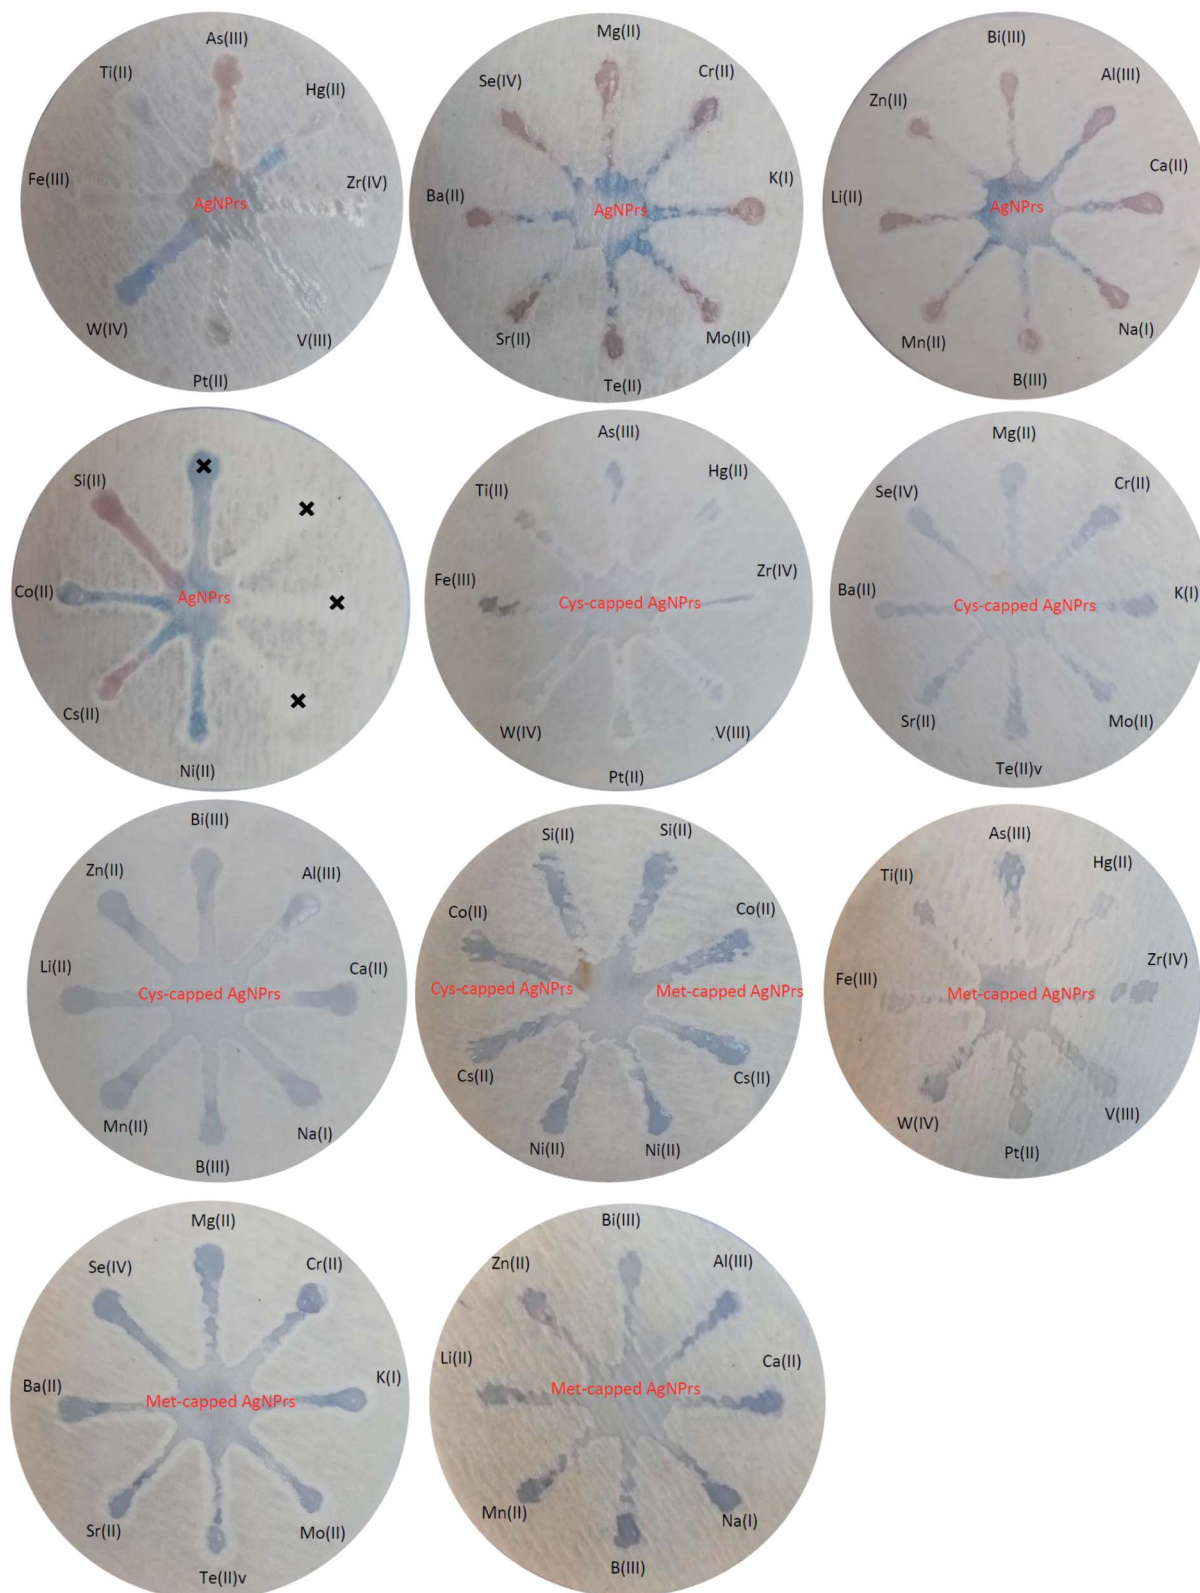 As(III)
Ti(II)
Hg(II)
Fe(III)
AgNPrs
Zr(IV)
W(IV)
V(III)
Pt(II)
Mg(II)
Se(IV)
Cr(II)
Ba(II)
AgNPrs
K(I)
Sr(II)
Mo(II)
Te(II)
Bi(III)
Zn(II)
Al(III)
Li(II)
AgNPrs
Ca(II)
Mn(II)
Na(I)
B(III)
Si(II)
Co(II)
AgNPrs
Cs(II)
Ni(II)
As(III)
Ti(II)
Hg(II)
Fe(III)
Cys-capped AgNPrs
Zr(IV)
W(IV)
V(III)
Pt(II)
Mg(II)
Se(IV)
Cr(II)
Ba(II)
Cys-capped AgNPrs
K(I)
Sr(II)
Mo(II)
Te(II)v
Bi(III)
Zn(II)
Al(III)
Li(II)
Cys-capped AgNPrs
Ca(II)
Mn(II)
Na(I)
B(III)
Si(II)
Si(II)
Co(II)
Co(II)
Cys-capped AgNPrs
Met-capped AgNPrs
Cs(II)
Cs(II)
Ni(II)
Ni(II)
As(III)
Ti(II)
Hg(II)
Fe(III)
Met-capped AgNPrs
Zr(IV)
W(IV)
V(III)
Pt(II)
Mg(II)
Se(IV)
Cr(II)
Ba(II)
Met-capped AgNPrs
K(I)
Sr(II)
Mo(II)
Te(II)v
Bi(III)
Zn(II)
Al(III)
Li(II)
Met-capped AgNPrs
Ca(II)
Mn(II)
Na(I)
B(III)